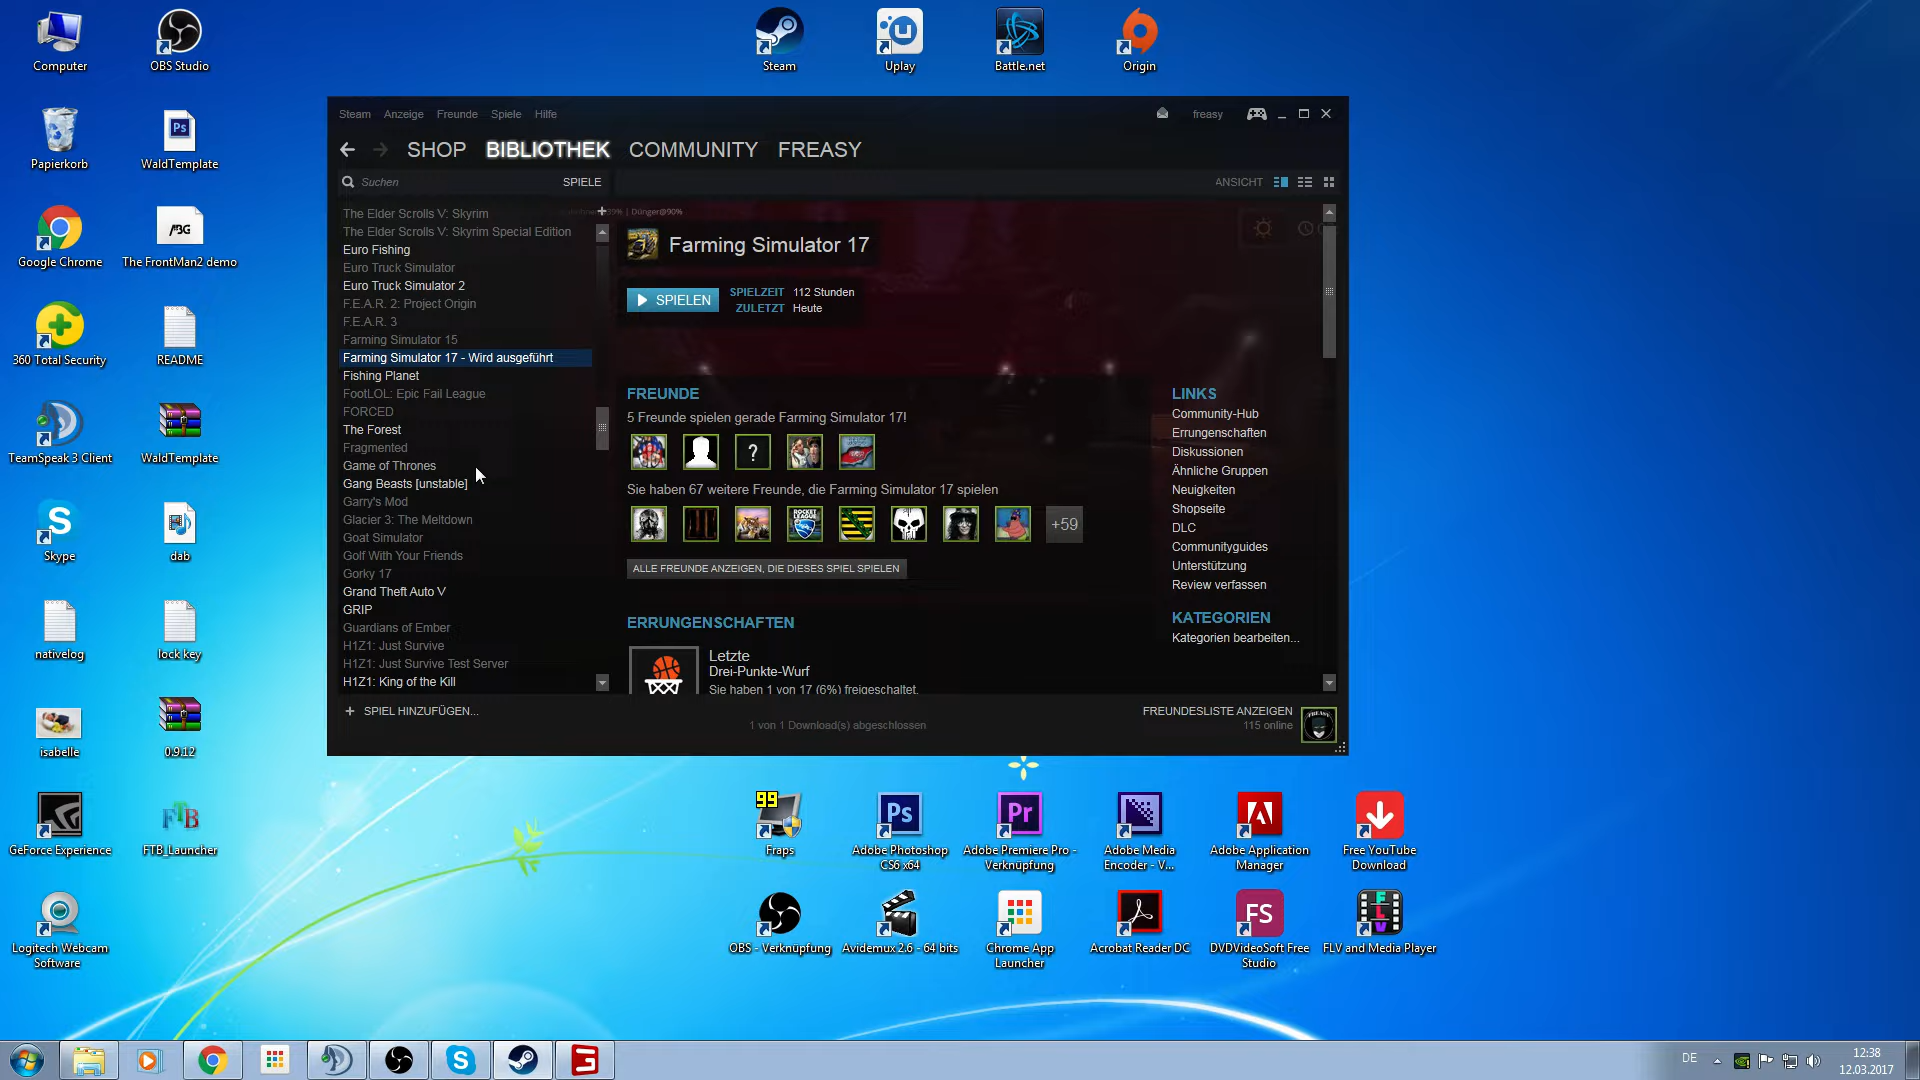 Computer
OBS Studio
Steam
Uplay
Battle.net
Origin
Papierkorb
WaldTemplate
Google Chrome
The FrontMan2 demo
360 Total Security
README
TeamSpeak 3 Client
WaldTemplate
Skype
dab
nativelog
lock key
isabelle
0.9.12
GeForce Experience
FTB_Launcher
Logitech Webcam
Software
Steam Anzeige Freunde Spiele Hilfe
freasy
SHOP BIBLIOTHEK COMMUNITY FREASY
Suchen
SPIELE
ANSICHT
The Elder Scrolls V: Skyrim
The Elder Scrolls V: Skyrim Special Edition
Euro Fishing
Euro Truck Simulator
Euro Truck Simulator 2
F.E.A.R. 2: Project Origin
F.E.A.R. 3
Farming Simulator 15
Farming Simulator 17 - Wird ausgeführt
Fishing Planet
FootLOL: Epic Fail League
FORCED
The Forest
Fragmented
Game of Thrones
Gang Beasts [unstable]
Garry's Mod
Glacier 3: The Meltdown
Goat Simulator
Golf With Your Friends
Gorky 17
Grand Theft Auto V
GRIP
Guardians of Ember
H1Z1: Just Survive
H1Z1: Just Survive Test Server
H1Z1: King of the Kill
+ SPIEL HINZUFÜGEN...
| Dünger@90%
Farming Simulator 17
SPIELEN
SPIELZEIT 112 Stunden
ZULETZT Heute
FREUNDE
5 Freunde spielen gerade Farming Simulator 17!
?
Sie haben 67 weitere Freunde, die Farming Simulator 17 spielen
ROCKET LEAGUE
+59
ALLE FREUNDE ANZEIGEN, DIE DIESES SPIEL SPIELEN
ERRUNGENSCHAFTEN
Letzte
Drei-Punkte-Wurf
Sie haben 1 von 17 (6%) freigeschaltet.
LINKS
Community-Hub
Errungenschaften
Diskussionen
Ähnliche Gruppen
Neuigkeiten
Shopseite
DLC
Communityguides
Unterstützung
Review verfassen
KATEGORIEN
Kategorien bearbeiten...
1 von 1 Download(s) abgeschlossen
FREUNDESLISTE ANZEIGEN
115 online
99
Fraps
Ps
Adobe Photoshop
CS6 x64
Pr
Adobe Premiere Pro -
Verknüpfung
Adobe Media
Encoder - V...
Adobe Application
Manager
Free YouTube
Download
OBS - Verknüpfung
Avidemux 2.6 - 64 bits
Chrome App
Launcher
Acrobat Reader DC
FS
DVDVideoSoft Free
Studio
FLV
FLV and Media Player
DE
12:38
12.03.2017